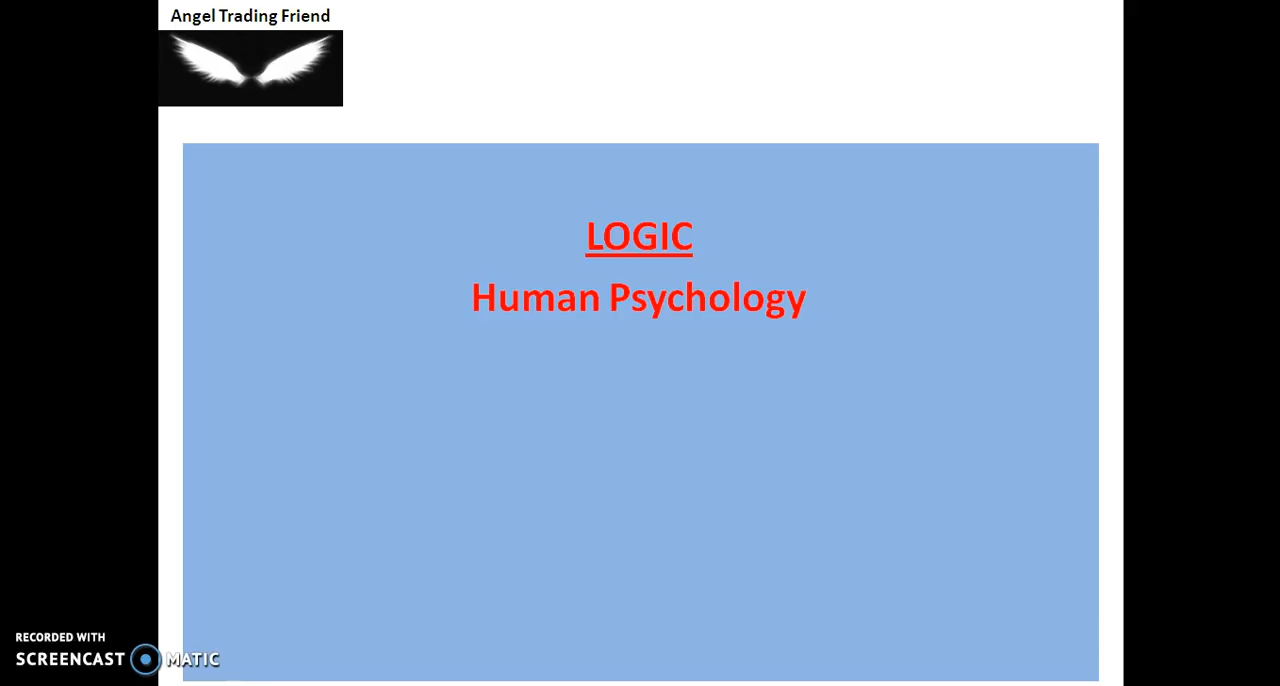 Angel Trading Friend
LOGIC
Human Psychology
RECORDED WITH
SCREENCAST MATIC